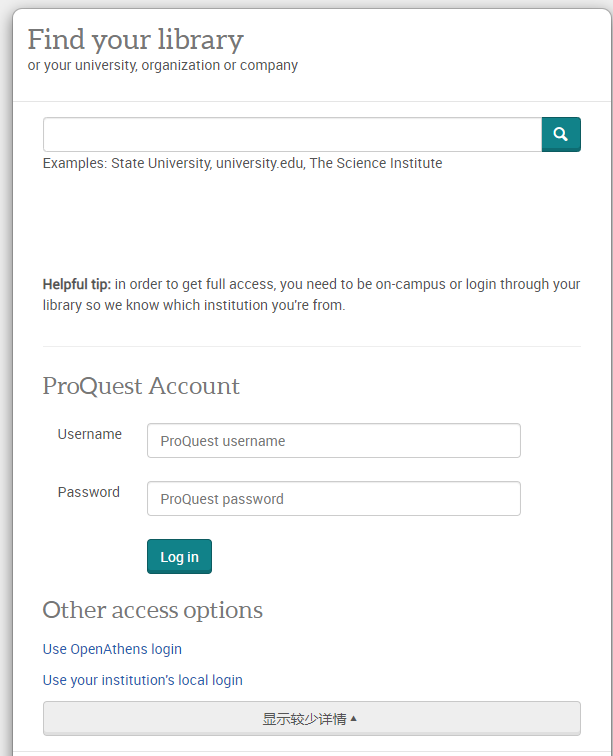 Find your library
or your university, organization or company
Examples: State University, university.edu, The Science Institute
Helpful tip: in order to get full access, you need to be on-campus or login through your
library so we know which institution you're from.
ProQuest Account
Username
ProQuest username
Password
ProQuest password
Log in
Other access options
Use OpenAthens login
Use your institution's local login
显示较少详情 ▴